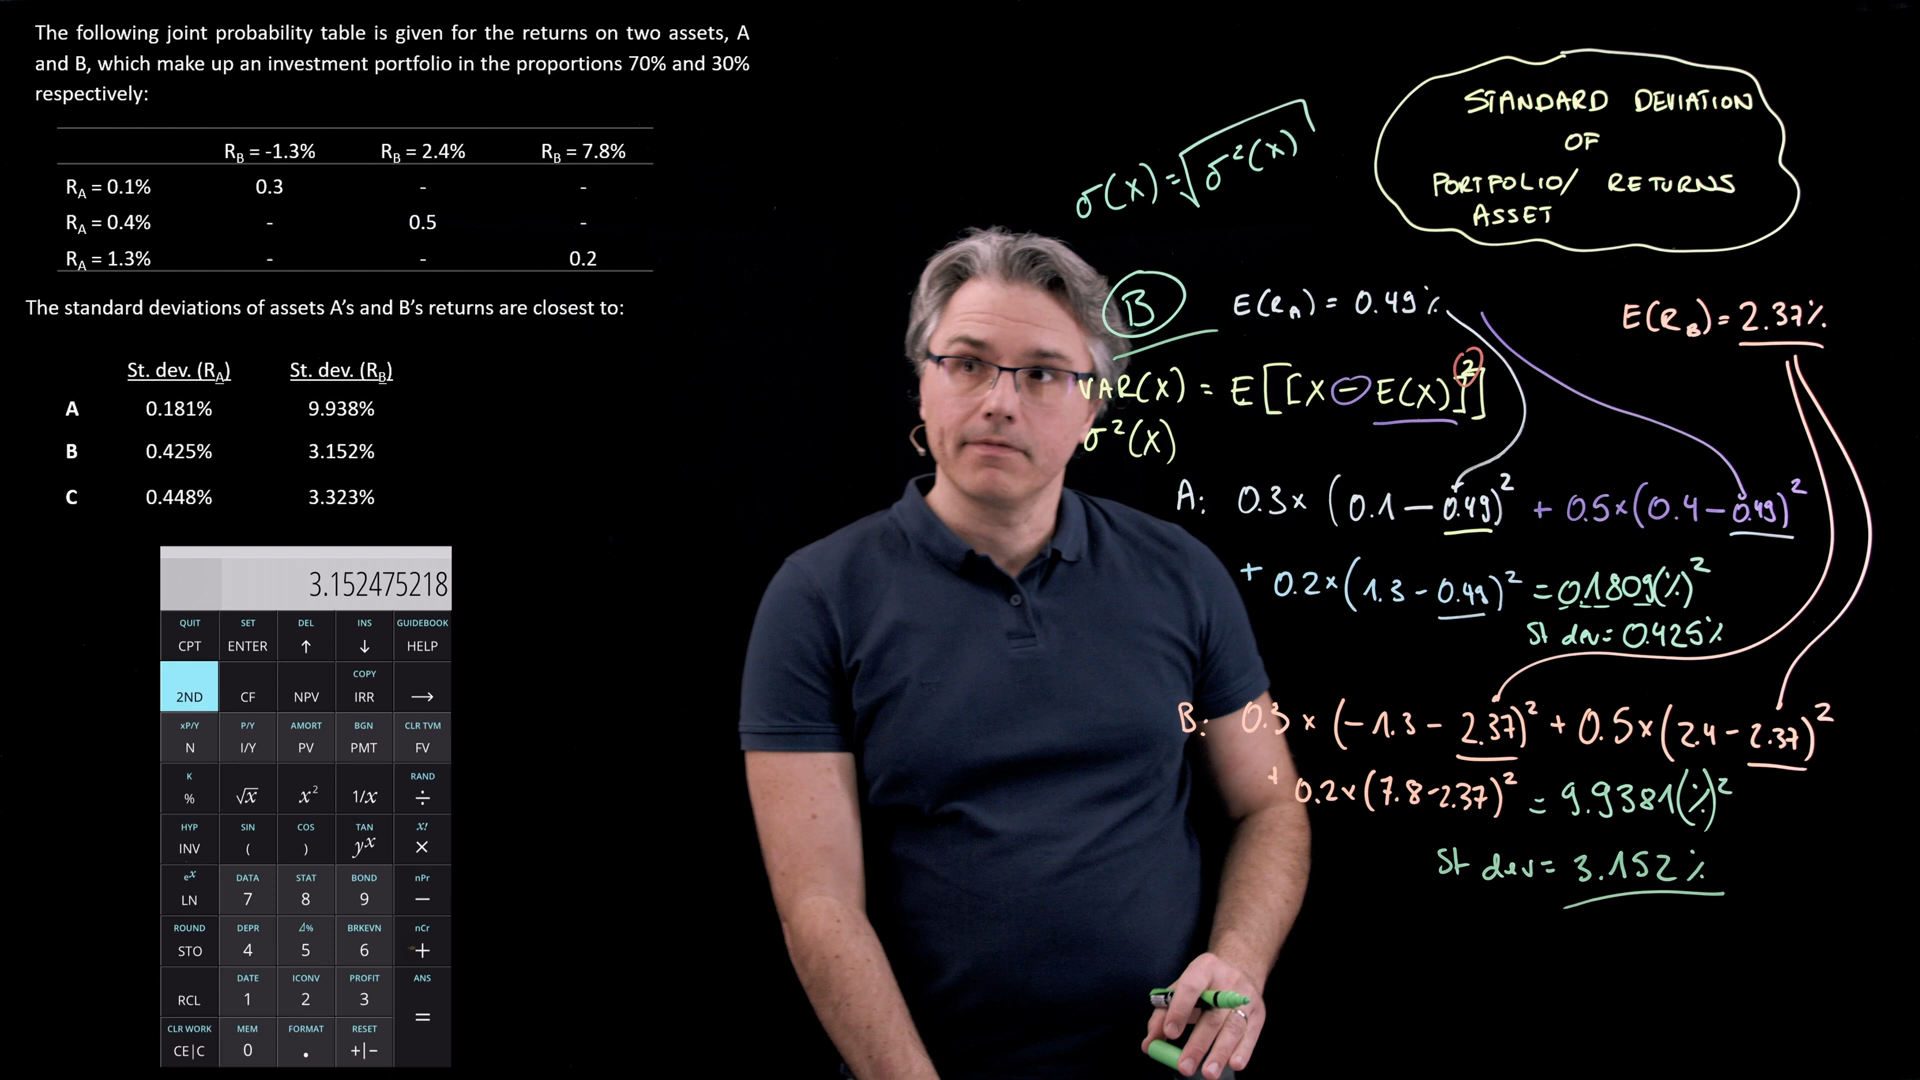 The following joint probability table is given for the returns on two assets, A
and B, which make up an investment portfolio in the proportions 70% and 30%
respectively:
R_B = -1.3% R_B = 2.4% R_B = 7.8%
R_A = 0.1% 0.3 - -
R_A = 0.4% - 0.5 -
R_A = 1.3% - - 0.2
The standard deviations of assets A's and B's returns are closest to:
St. dev. (R_A) St. dev. (R_B)
A 0.181% 9.938%
B 0.425% 3.152%
C 0.448% 3.323%
3.152475218
QUIT SET DEL INS GUIDEBOOK
CPT ENTER ↑ ↓ HELP
COPY
2ND CF NPV IRR →
xP/Y P/Y AMORT BGN CLR TVM
N I/Y PV PMT FV
K RAND
% √x x² 1/x ÷
HYP SIN COS TAN x!
INV ( ) yˣ ×
eˣ DATA STAT BOND nPr
LN 7 8 9 −
ROUND DEPR Δ% BRKEVN nCr
STO 4 5 6 +
DATE ICONV PROFIT ANS
RCL 1 2 3 =
CLR WORK MEM FORMAT RESET
CE|C 0 . +|−
STANDARD DEVIATION
OF
PORTFOLIO/ RETURNS
ASSET
σ(X) = √σ²(X)
B E(R_A) = 0.49% E(R_B) = 2.37%
VAR(X) = E[[X − E(X)]²]
σ²(X)
A: 0.3× (0.1 − 0.49)² + 0.5×(0.4 − 0.49)²
+ 0.2×(1.3 − 0.49)² = 0.1809(%)²
St dev = 0.425%
B: 0.3 × (−1.3 − 2.37)² + 0.5×(2.4 − 2.37)²
+ 0.2×(7.8 − 2.37)² = 9.9381(%)²
St dev = 3.152%